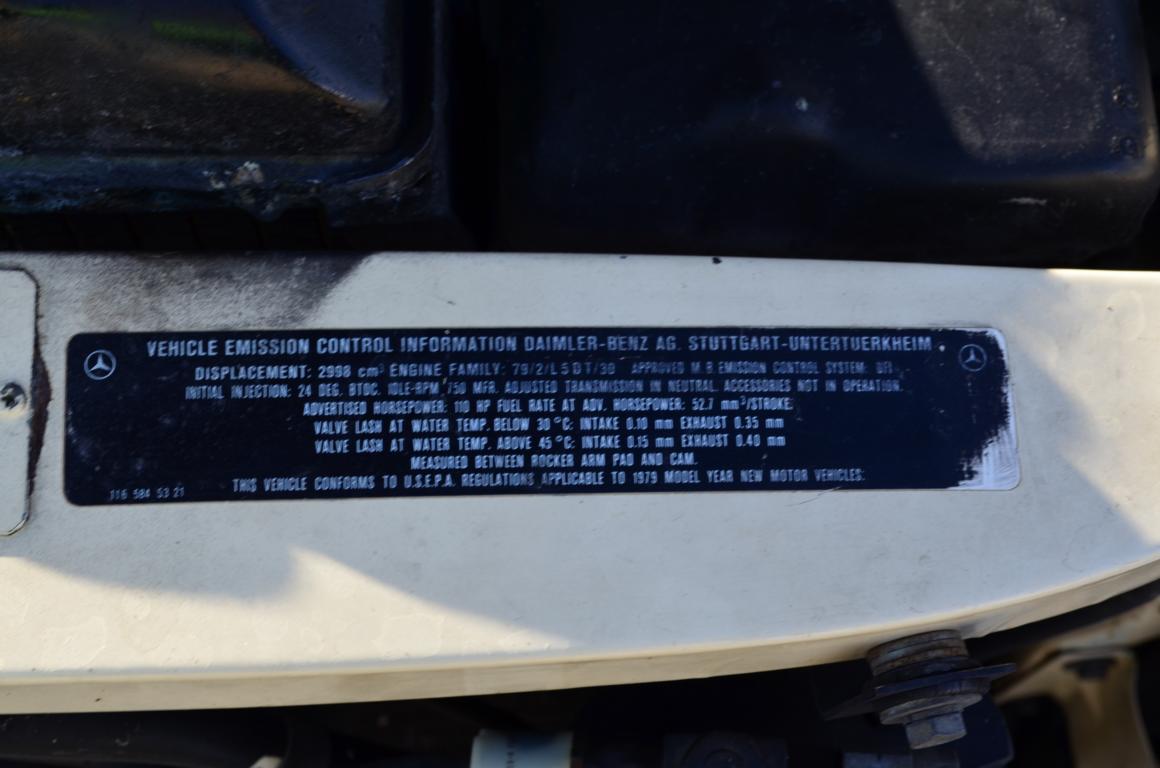 VEHICLE EMISSION CONTROL INFORMATION DAIMLER-BENZ AG. STUTTGART-UNTERTUERKHEIM
DISPLACEMENT: 2998 cm³ ENGINE FAMILY: 79/2/L 5 D T/30 APPROVED M.B. EMISSION CONTROL SYSTEM:
INITIAL INJECTION: 24 DEG. BTDC. IDLE-RPM 750 MFR. ADJUSTED TRANSMISSION IN NEUTRAL. ACCESSORIES NOT IN OPERATION.
ADVERTISED HORSEPOWER: 110 HP FUEL RATE AT ADV. HORSEPOWER: 52.7 mm³/STROKE.
VALVE LASH AT WATER TEMP. BELOW 30 °C: INTAKE 0.10 mm EXHAUST 0.35 mm
VALVE LASH AT WATER TEMP. ABOVE 45 °C: INTAKE 0.15 mm EXHAUST 0.40 mm
MEASURED BETWEEN ROCKER ARM PAD AND CAM.
THIS VEHICLE CONFORMS TO U.S.E.P.A. REGULATIONS APPLICABLE TO 1979 MODEL YEAR NEW MOTOR VEHICLES.
116 584 53 21